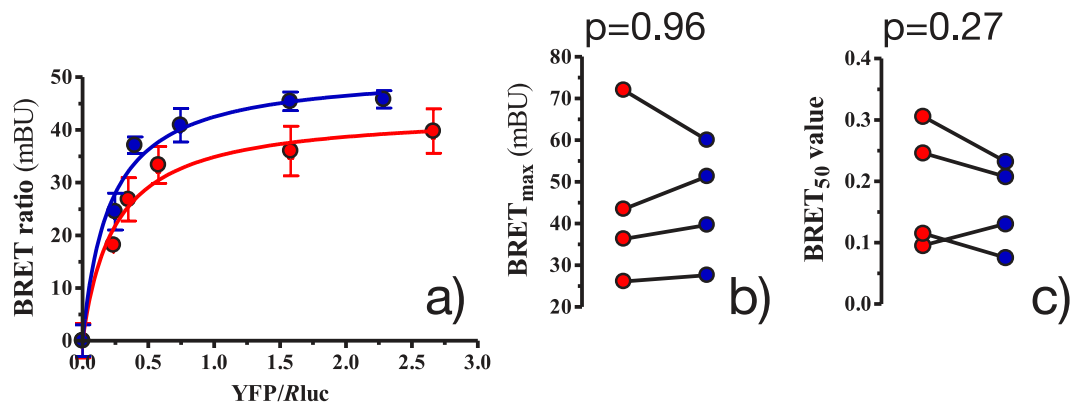 p=0.96
p=0.27
50
40
30
20
10
0
BRET ratio (mBU)
0.0 0.5 1.0 1.5 2.0 2.5 3.0
YFP/Rluc
a)
80
70
60
50
40
30
20
BRETmax (mBU)
b)
0.4
0.3
0.2
0.1
0.0
BRET50 value
c)